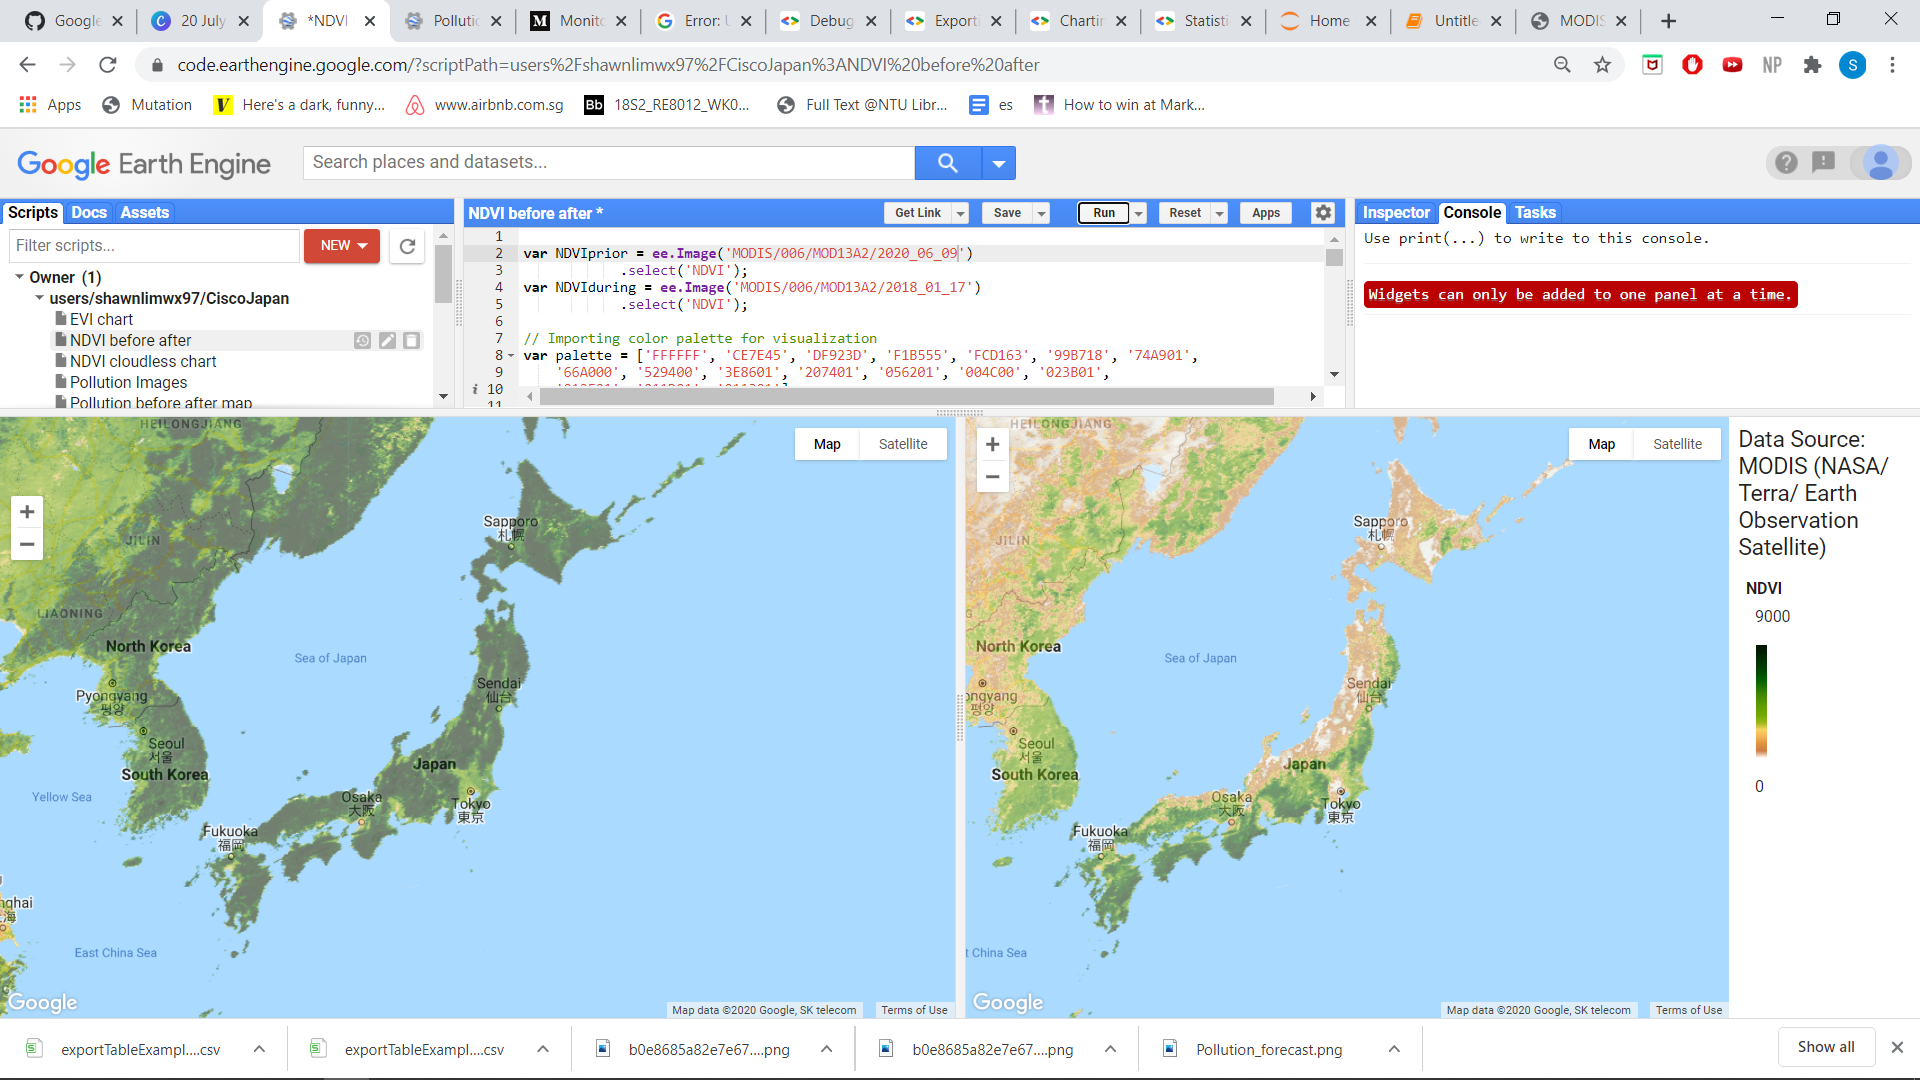 Google
20 July
*NDVI
Pollutic
Monito
Error: U
Debug
Exporti
Chartin
Statisti
Home
Untitle
MODIS
code.earthengine.google.com/?scriptPath=users%2Fshawnlimwx97%2FCiscoJapan%3ANDVI%20before%20after
NP
S
Apps
Mutation
Here's a dark, funny...
www.airbnb.com.sg
Bb
18S2_RE8012_WK0...
Full Text @NTU Libr...
es
How to win at Mark...
Google Earth Engine
Search places and datasets...
Scripts
Docs
Assets
NDVI before after *
Get Link
Save
Run
Reset
Apps
Inspector
Console
Tasks
Filter scripts...
NEW
Owner (1)
users/shawnlimwx97/CiscoJapan
EVI chart
NDVI before after
NDVI cloudless chart
Pollution Images
Pollution before after map
1
2 var NDVIprior = ee.Image('MODIS/006/MOD13A2/2020_06_09')
3 .select('NDVI');
4 var NDVIduring = ee.Image('MODIS/006/MOD13A2/2018_01_17')
5 .select('NDVI');
6
7 // Importing color palette for visualization
8 var palette = ['FFFFFF', 'CE7E45', 'DF923D', 'F1B555', 'FCD163', '99B718', '74A901',
9 '66A000', '529400', '3E8601', '207401', '056201', '004C00', '023B01',
10
11
Use print(...) to write to this console.
Widgets can only be added to one panel at a time.
HEILONGJIANG
Map
Satellite
+
−
Sapporo
札幌
JILIN
LIAONING
North Korea
Sea of Japan
Pyongyang
평양
Sendai
仙台
Seoul
서울
South Korea
Japan
Yellow Sea
Osaka
大阪
Tokyo
東京
Fukuoka
福岡
nghai
海
East China Sea
Google
Map data ©2020 Google, SK telecom
Terms of Use
HEILONGJIANG
Map
Satellite
+
−
Sapporo
札幌
JILIN
North Korea
Sea of Japan
ongyang
평양
Sendai
仙台
Seoul
서울
South Korea
Japan
Osaka
大阪
Tokyo
東京
Fukuoka
福岡
t China Sea
Google
Map data ©2020 Google, SK telecom
Terms of Use
Data Source:
MODIS (NASA/
Terra/ Earth
Observation
Satellite)
NDVI
9000
0
exportTableExampl....csv
exportTableExampl....csv
b0e8685a82e7e67....png
b0e8685a82e7e67....png
Pollution_forecast.png
Show all